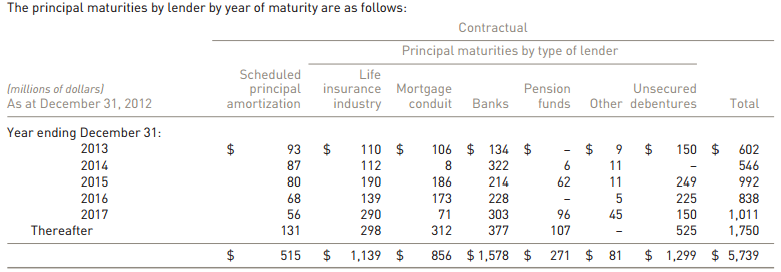 The principal maturities by lender by year of maturity are as follows:
Contractual
Principal maturities by type of lender
Scheduled Life
(millions of dollars) principal insurance Mortgage Pension Unsecured
As at December 31, 2012 amortization industry conduit Banks funds Other debentures Total
Year ending December 31:
2013 $ 93 $ 110 $ 106 $ 134 $ – $ 9 $ 150 $ 602
2014 87 112 8 322 6 11 – 546
2015 80 190 186 214 62 11 249 992
2016 68 139 173 228 – 5 225 838
2017 56 290 71 303 96 45 150 1,011
Thereafter 131 298 312 377 107 – 525 1,750
$ 515 $ 1,139 $ 856 $ 1,578 $ 271 $ 81 $ 1,299 $ 5,739